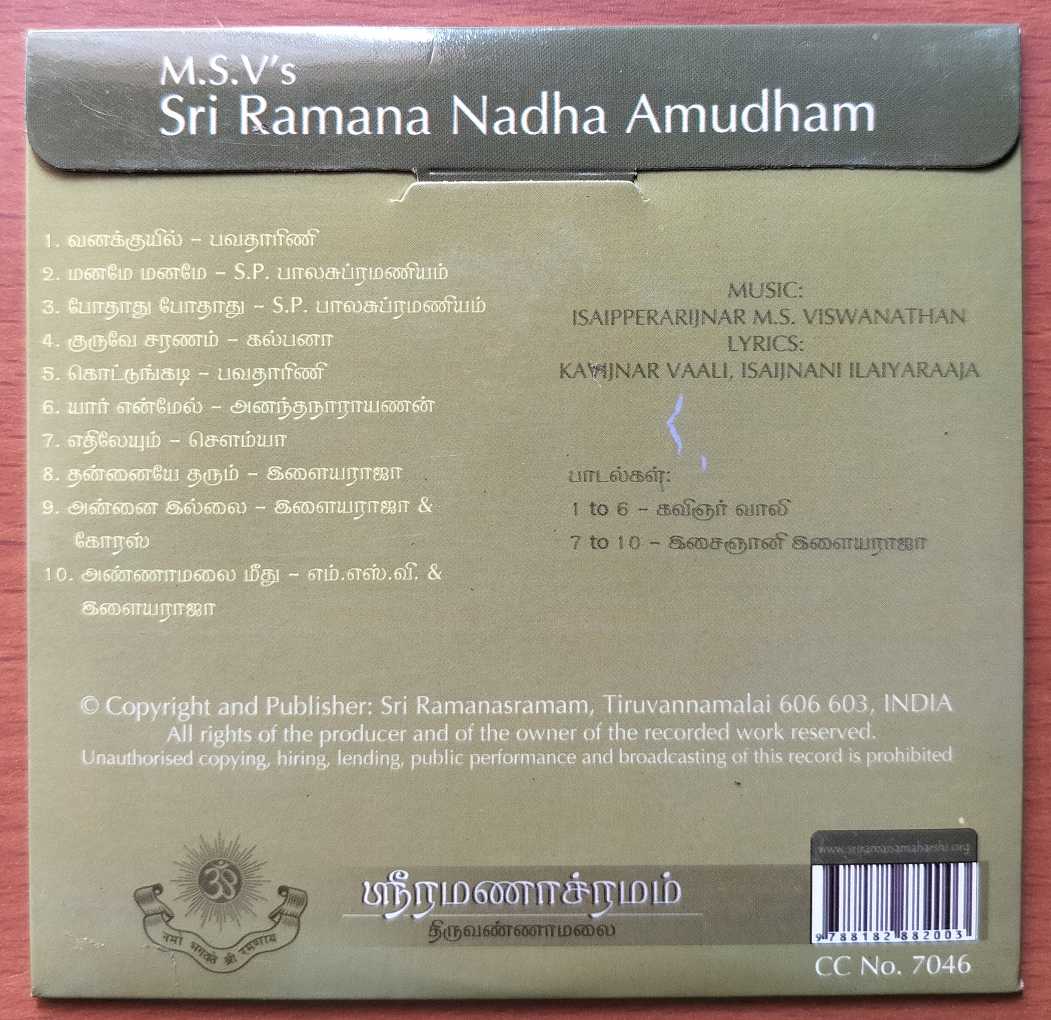 M.S.V's
Sri Ramana Nadha Amudham
1. வனக்குயில் – பவதாரிணி
2. மனமே மனமே – S.P. பாலசுப்ரமணியம்
3. போதாது போதாது – S.P. பாலசுப்ரமணியம்
4. குருவே சரணம் – கல்பனா
5. கொட்டுங்கடி – பவதாரிணி
6. யார் என்மேல் – அனந்தநாராயணன்
7. எதிலேயும் – சௌம்யா
8. தன்னையே தரும் – இளையராஜா
9. அன்னை இல்லை – இளையராஜா &
கோரஸ்
10. அண்ணாமலை மீது – எம்.எஸ்.வி. &
இளையராஜா
MUSIC:
ISAIPPERARIJNAR M.S. VISWANATHAN
LYRICS:
KAVIJNAR VAALI, ISAIJNANI ILAIYARAAJA
பாடல்கள்:
1 to 6 – கவிஞர் வாலி
7 to 10 – இசைஞானி இளையராஜா
© Copyright and Publisher: Sri Ramanasramam, Tiruvannamalai 606 603, INDIA
All rights of the producer and of the owner of the recorded work reserved.
Unauthorised copying, hiring, lending, public performance and broadcasting of this record is prohibited
ॐ
नमो भगवते श्री रमणाय
ஸ்ரீரமணாச்ரமம்
திருவண்ணாமலை
www.sriramanamaharshi.org
9 788182 882003
CC No. 7046